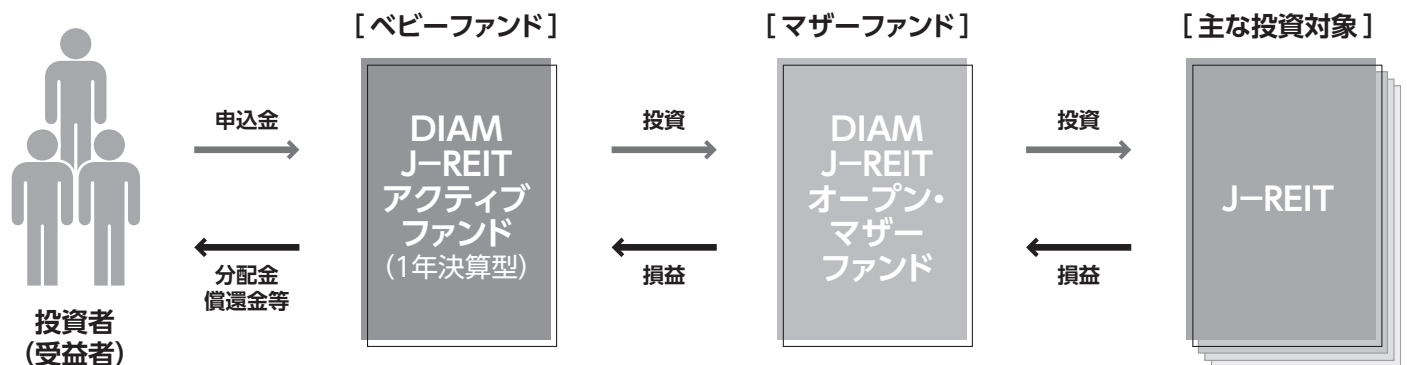 [ ベビーファンド ]
[ マザーファンド ]
[ 主な投資対象 ]
申込金
分配金
償還金等
投資者
(受益者)
DIAM
J-REIT
アクティブ
ファンド
(1年決算型)
投資
損益
DIAM
J-REIT
オープン・
マザー
ファンド
投資
損益
J-REIT